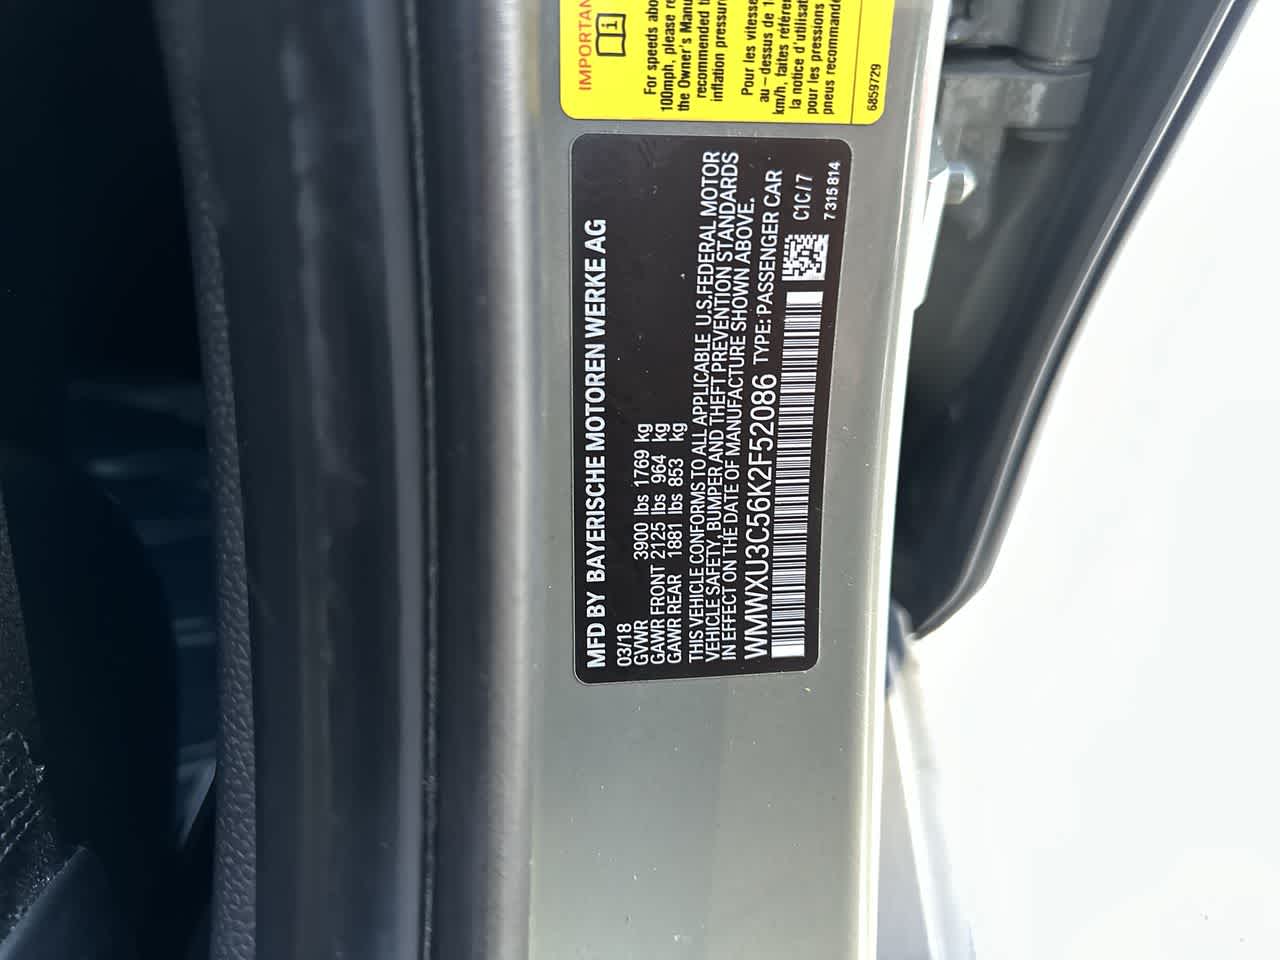 IMPORTAN
For speeds abo
100mph, please re
the Owner's Manu
recommended t
inflation pressur
Pour les vitesse
au - dessus de 1
km/h, faites référen
la notice d'utilisat
pour les pressions
pneus recommande
6859729
MFD BY BAYERISCHE MOTOREN WERKE AG
03/18
GVWR 3900 lbs 1769 kg
GAWR FRONT 2125 lbs 964 kg
GAWR REAR 1881 lbs 853 kg
THIS VEHICLE CONFORMS TO ALL APPLICABLE U.S.FEDERAL MOTOR
VEHICLE SAFETY, BUMPER AND THEFT PREVENTION STANDARDS
IN EFFECT ON THE DATE OF MANUFACTURE SHOWN ABOVE.
WMWXU3C56K2F52086 TYPE: PASSENGER CAR
C1C/7
7 315 814